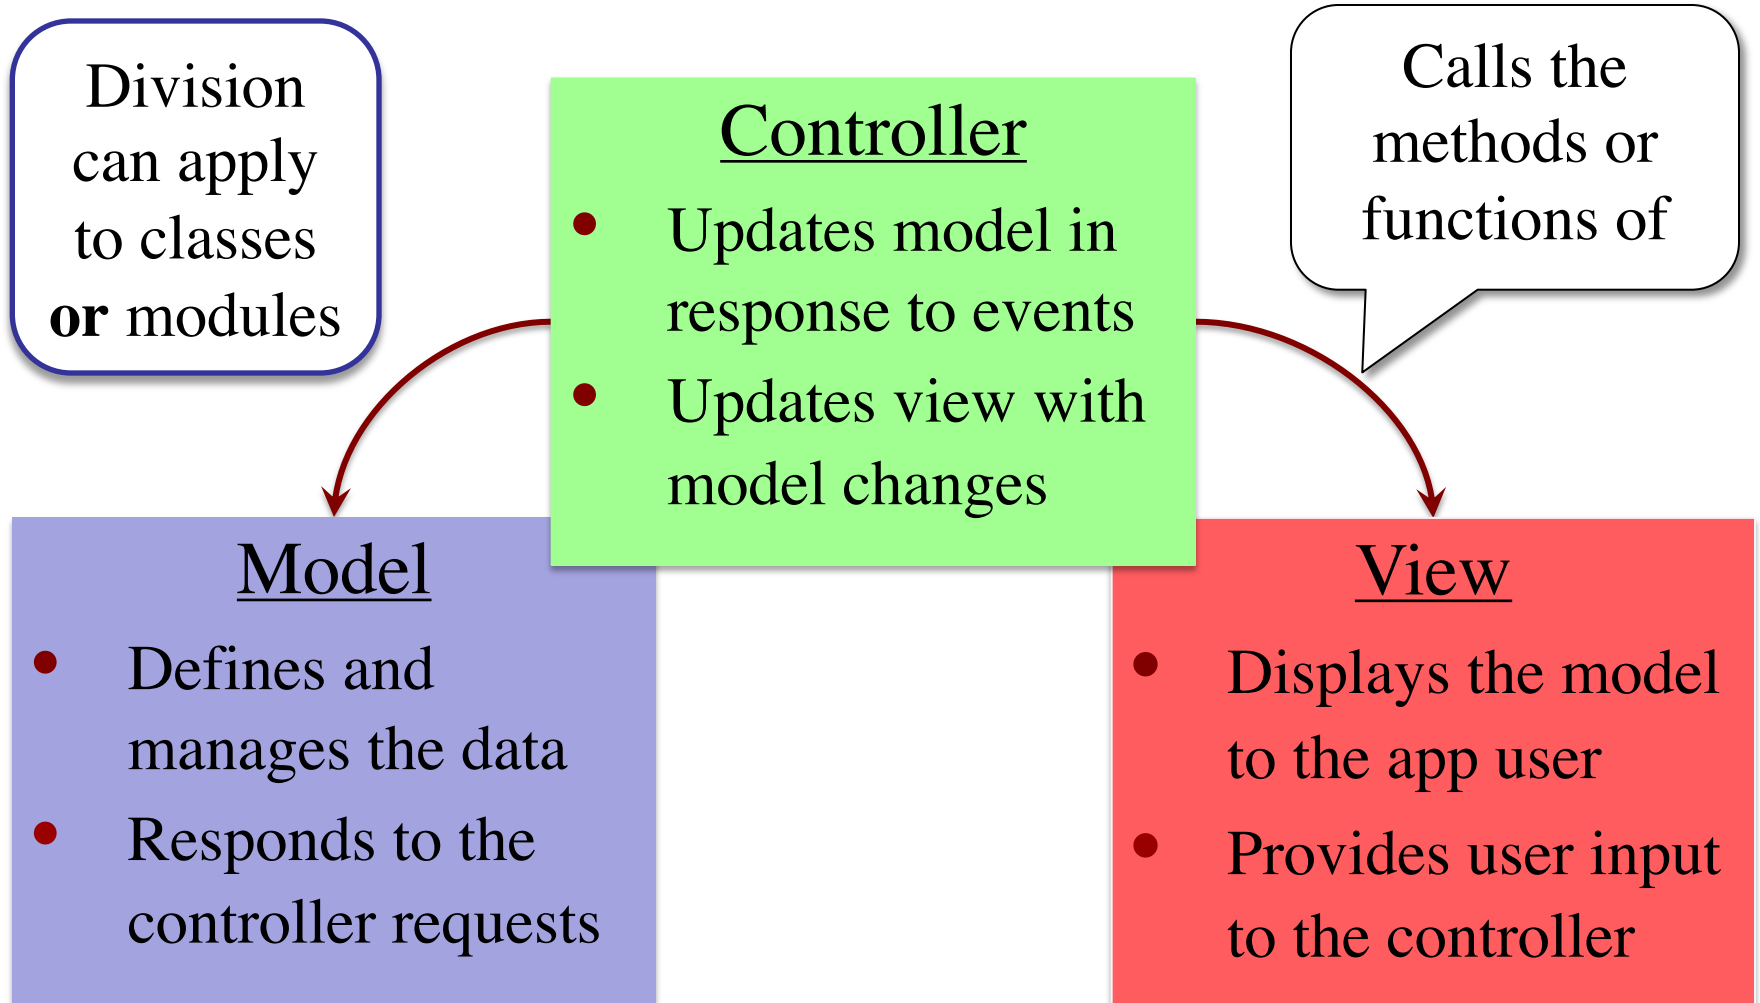 Division
can apply
to classes
or modules
Controller
• Updates model in
response to events
• Updates view with
model changes
Calls the
methods or
functions of
Model
• Defines and
manages the data
• Responds to the
controller requests
View
• Displays the model
to the app user
• Provides user input
to the controller